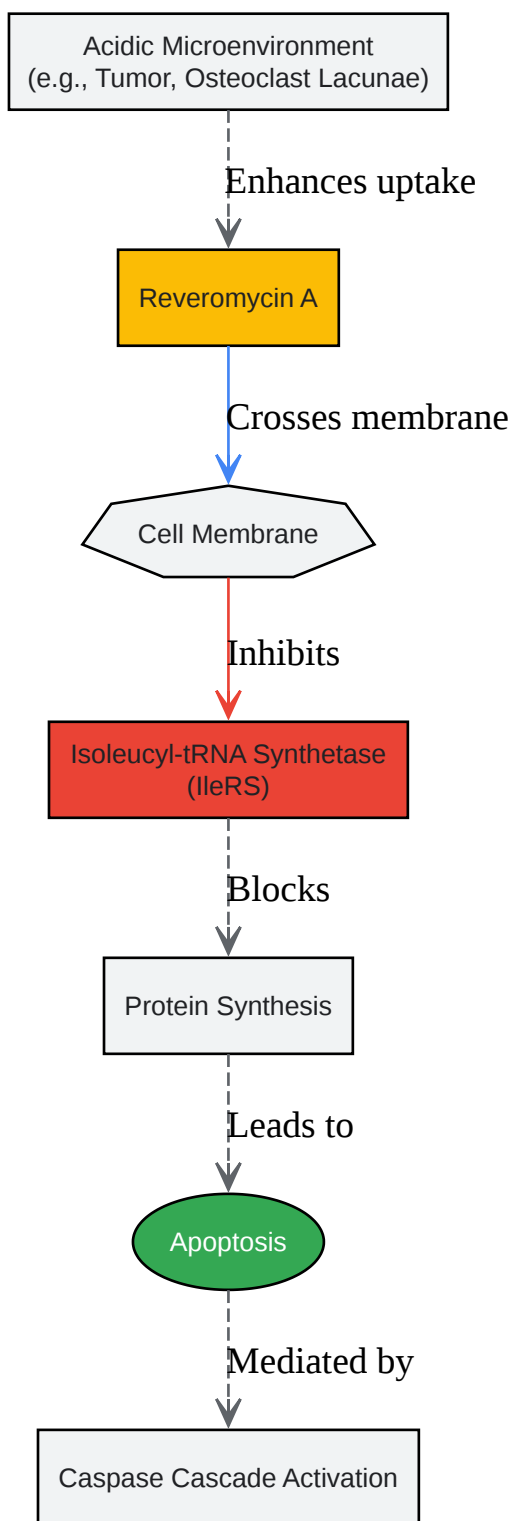 Acidic Microenvironment
(e.g., Tumor, Osteoclast Lacunae)
Enhances uptake
Reveromycin A
Crosses membrane
Cell Membrane
Inhibits
Isoleucyl-tRNA Synthetase
(IleRS)
Blocks
Protein Synthesis
Leads to
Apoptosis
Mediated by
Caspase Cascade Activation